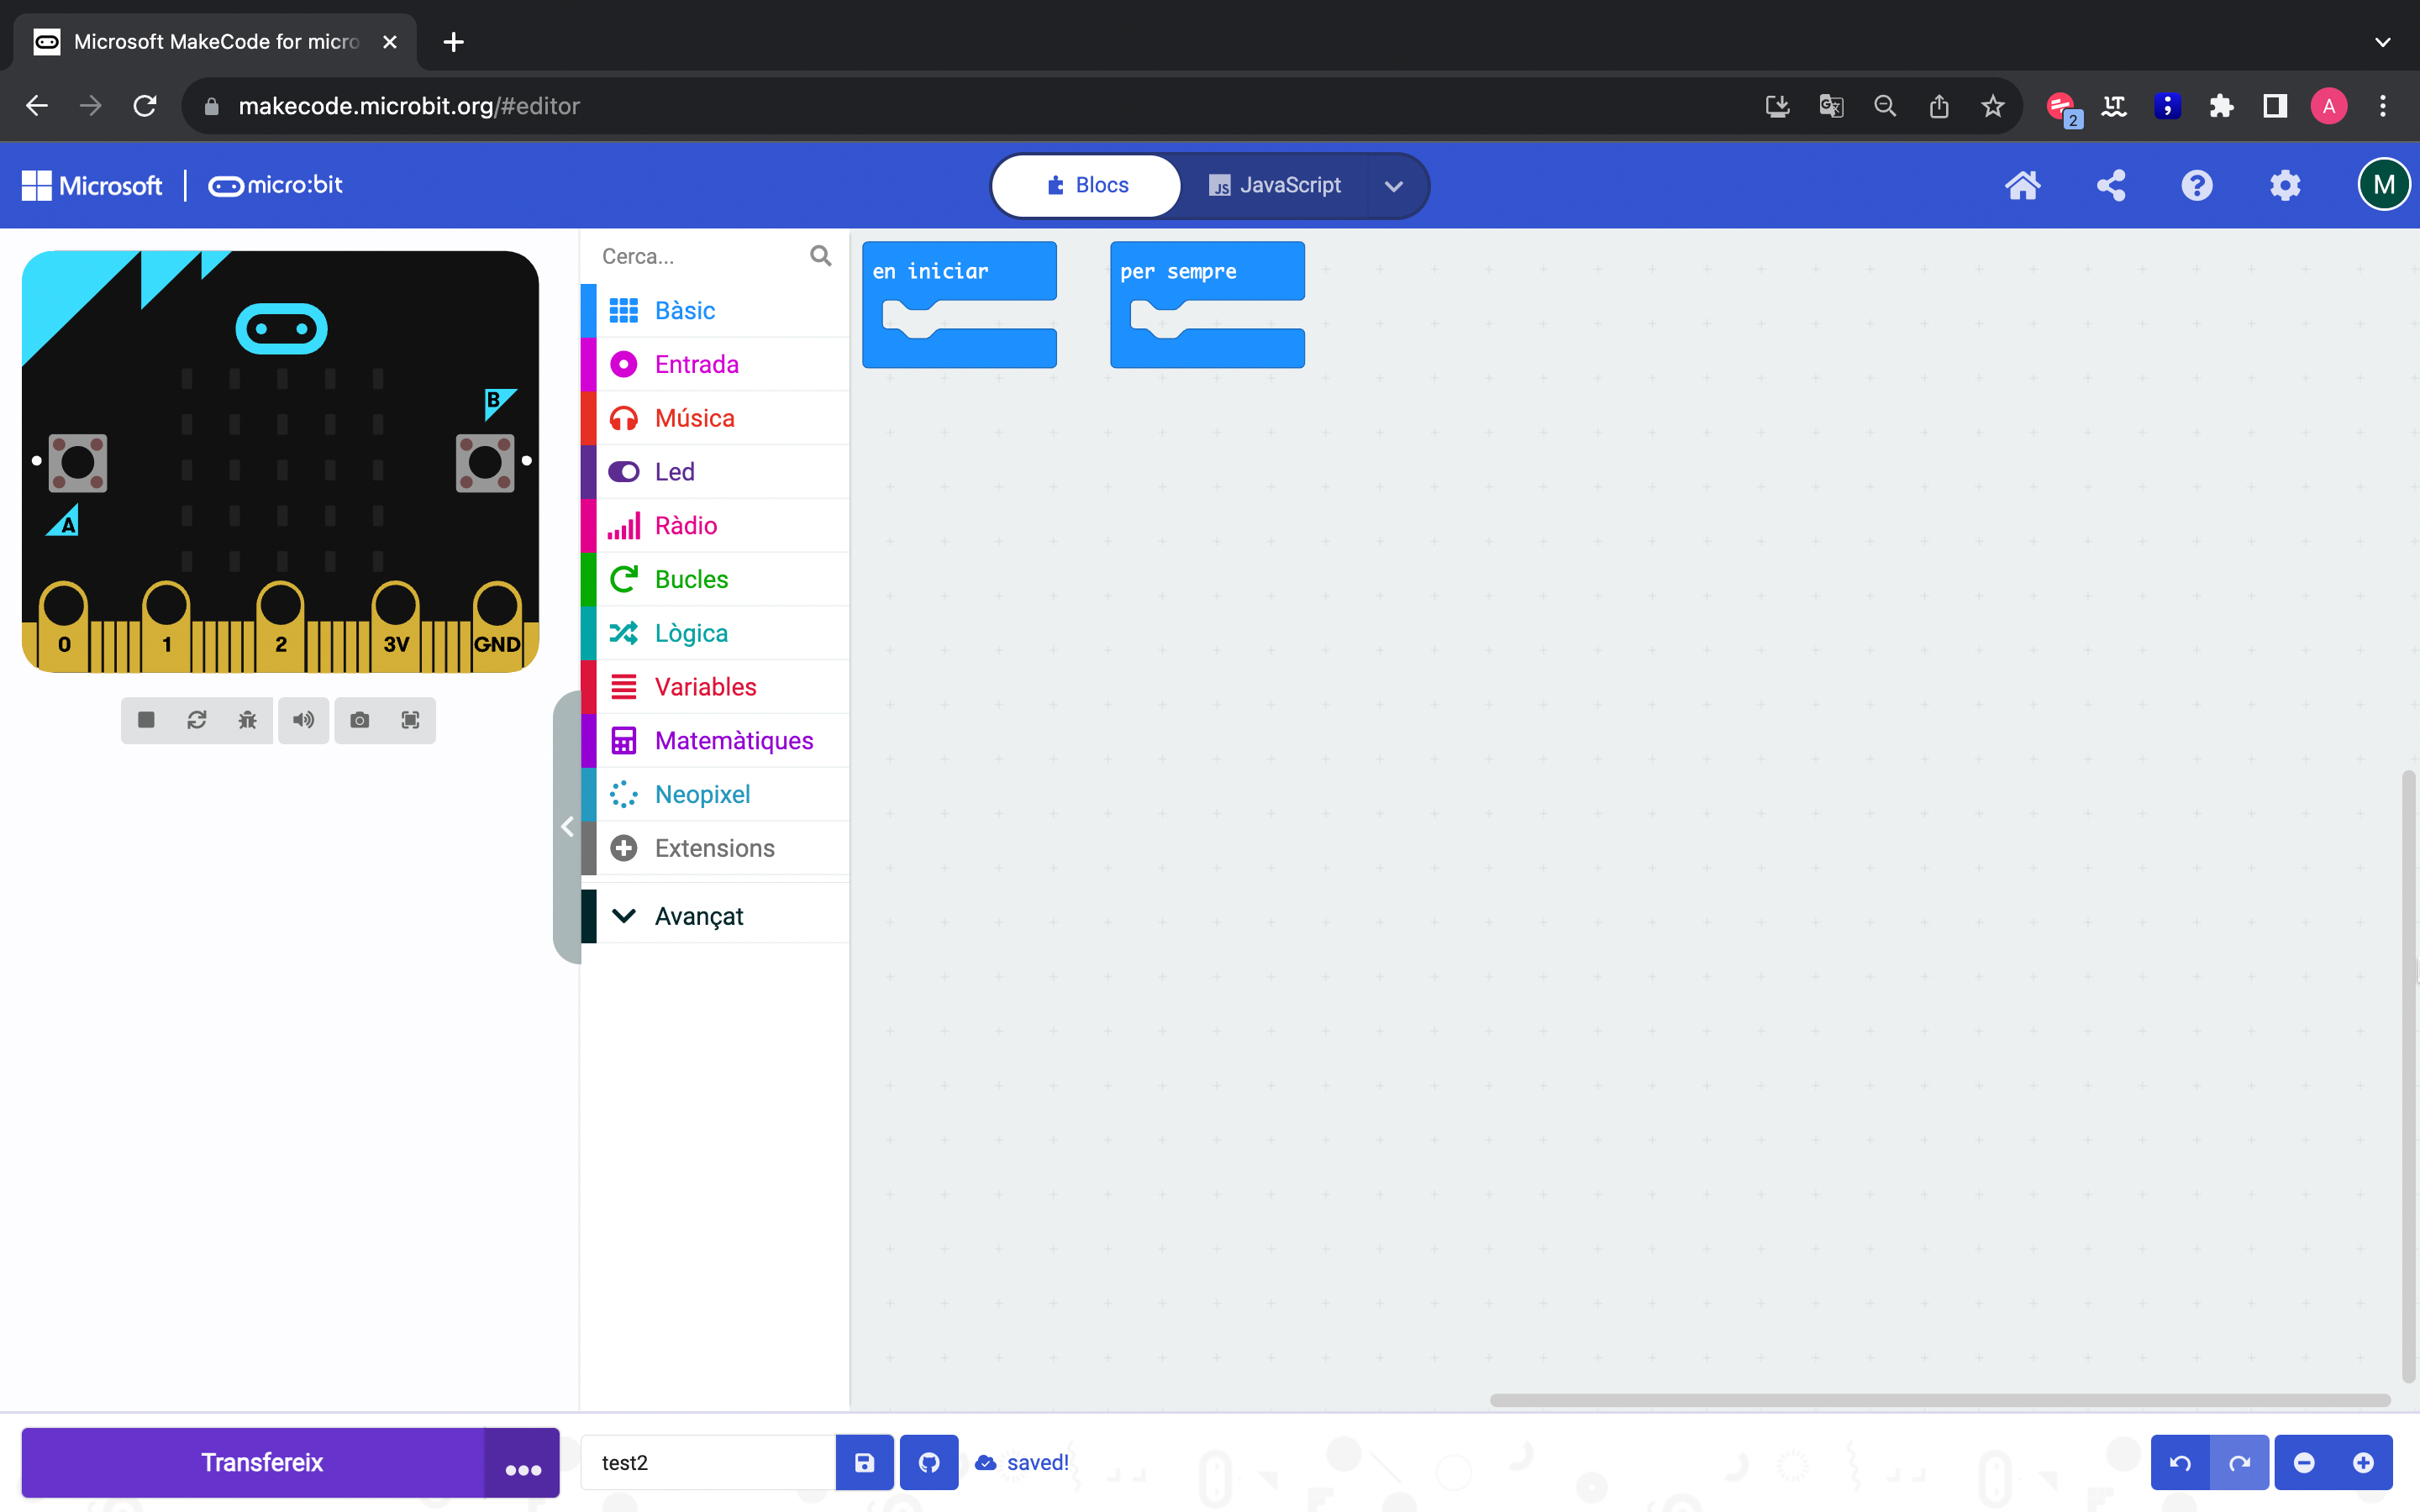 Microsoft MakeCode for micro
makecode.microbit.org/#editor
2
LT
A
Microsoft
micro:bit
Blocs
JS
JavaScript
M
B
A
0
1
2
3V
GND
Cerca...
Bàsic
Entrada
Música
Led
Ràdio
Bucles
Lògica
Variables
Matemàtiques
Neopixel
Extensions
Avançat
en iniciar
per sempre
Transfereix
test2
saved!